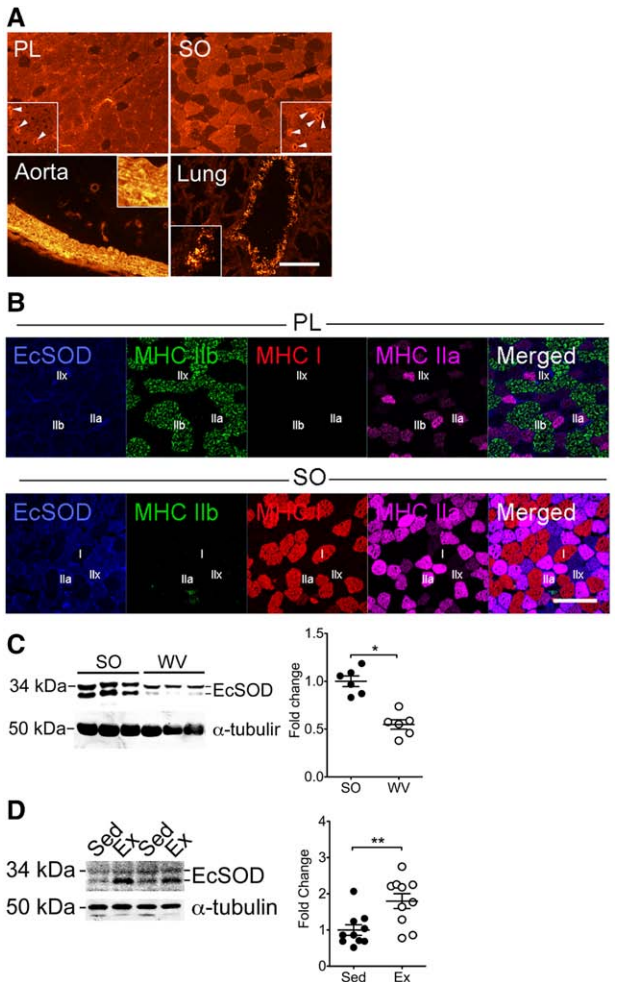 A
PL
SO
Aorta
Lung
B
PL
EcSOD
MHC IIb
MHC I
MHC IIa
Merged
IIx
IIx
IIx
IIx
IIa
IIa
IIa
IIa
IIb
IIb
IIb
IIb
IIb
SO
EcSOD
MHC IIb
MHC I
MHC IIa
Merged
I
I
I
I
I
IIa
IIx
IIa
IIx
IIa
IIx
IIa
IIx
IIa
IIx
C
SO
WV
34 kDa
EcSOD
50 kDa
α-tubulin
Fold change
1.5
1.0
0.5
0.0
*
SO
WV
D
Sed
Ex
Sed
Ex
34 kDa
EcSOD
50 kDa
α-tubulin
Fold Change
4
3
2
1
0
**
Sed
Ex